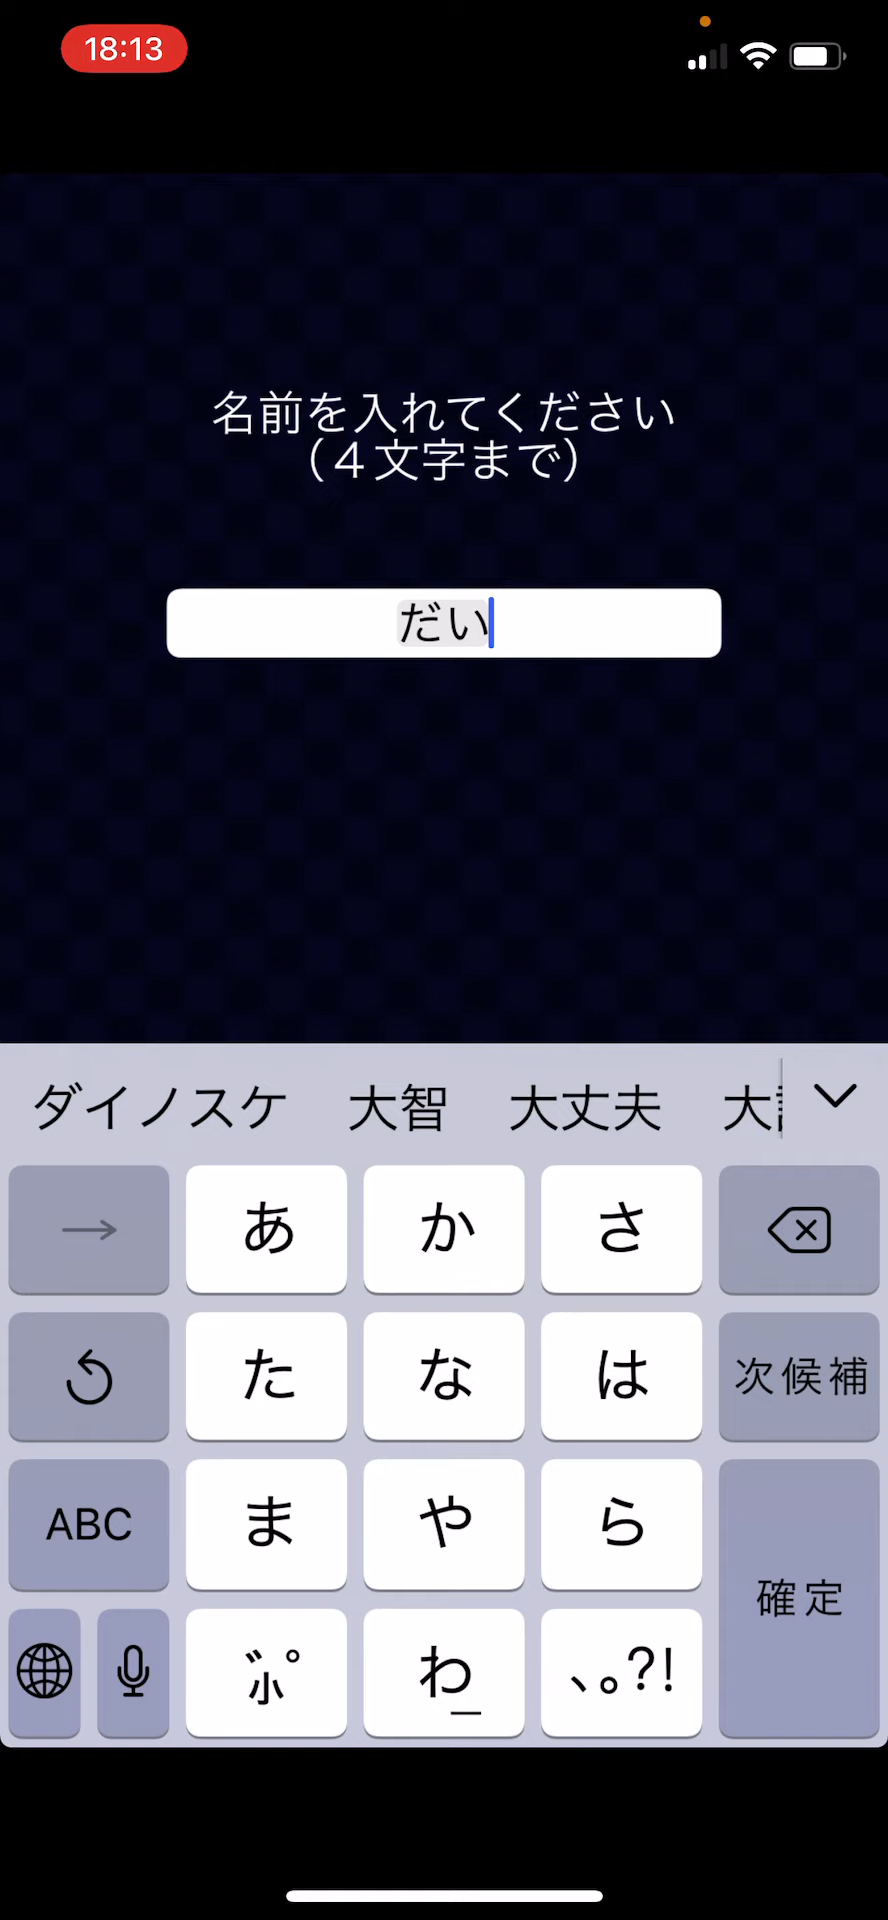 18:13
名前を入れてください
（４文字まで）
だい
ダイノスケ 大智 大丈夫 大
→ あ か さ
た な は 次候補
ABC ま や ら
確定
゛゜小 わ_ 、。?!